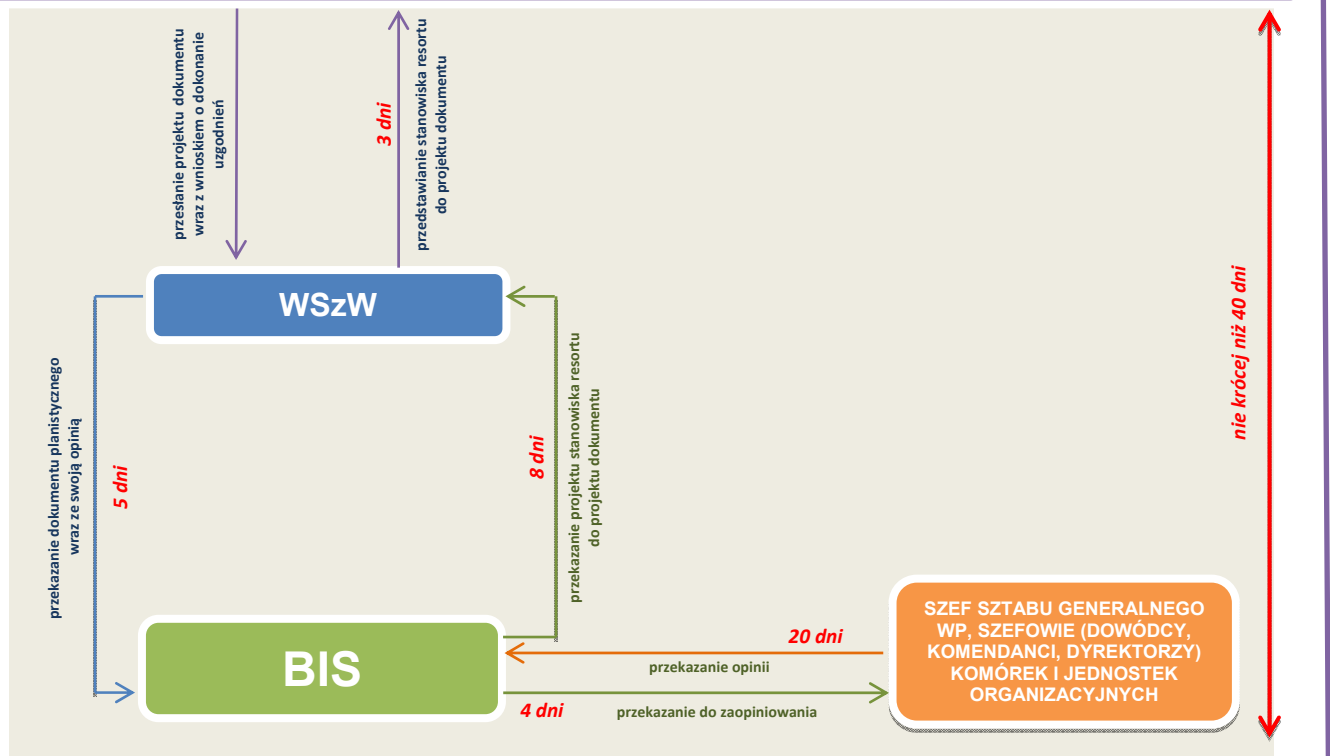 przesłanie projektu dokumentu
wraz z wnioskiem o dokonanie
uzgodnień
3 dni
przedstawianie stanowiska resortu
do projektu dokumentu
WSzW
przekazanie dokumentu planistycznego
wraz ze swoją opinią
5 dni
8 dni
przekazanie projektu stanowiska resortu
do projektu dokumentu
nie krócej niż 40 dni
BIS
20 dni
przekazanie opinii
4 dni
przekazanie do zaopiniowania
SZEF SZTABU GENERALNEGO
WP, SZEFOWIE (DOWÓDCY,
KOMENDANCI, DYREKTORZY)
KOMÓREK I JEDNOSTEK
ORGANIZACYJNYCH